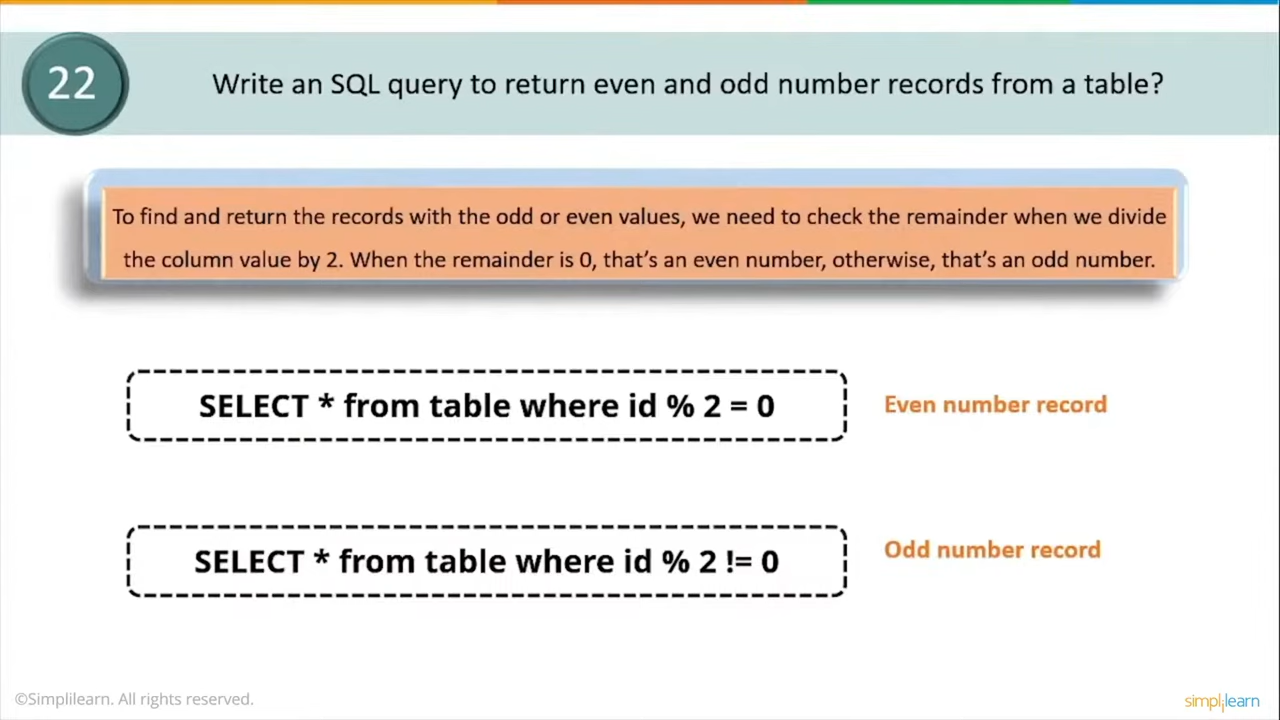 22
Write an SQL query to return even and odd number records from a table?
To find and return the records with the odd or even values, we need to check the remainder when we divide
the column value by 2. When the remainder is 0, that's an even number, otherwise, that's an odd number.
SELECT * from table where id % 2 = 0
Even number record
SELECT * from table where id % 2 != 0
Odd number record
©Simplilearn. All rights reserved.
simplilearn